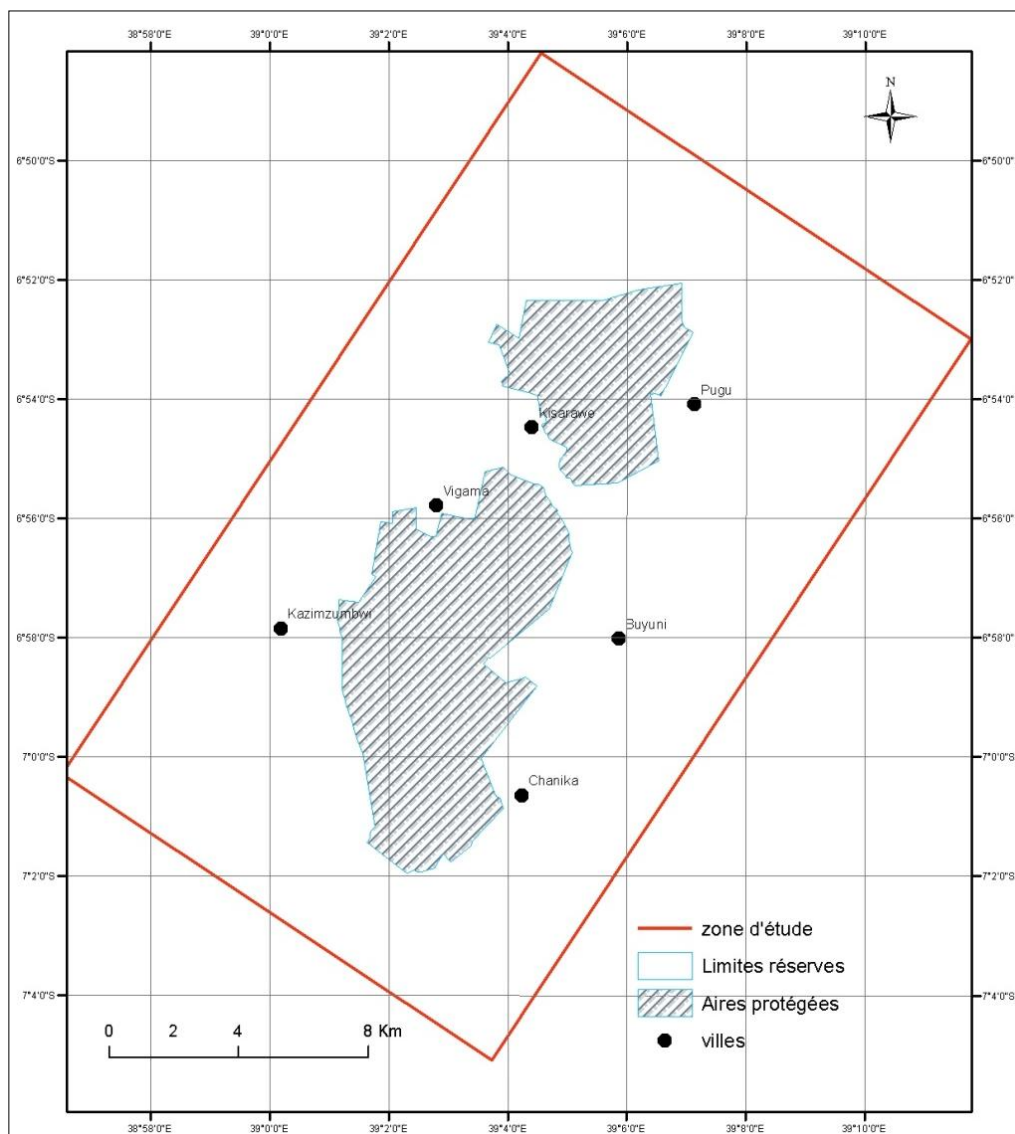 38°58'0"E 39°0'0"E 39°2'0"E 39°4'0"E 39°6'0"E 39°8'0"E 39°10'0"E
N
6°50'0"S 6°50'0"S
6°52'0"S 6°52'0"S
Pugu
6°54'0"S 6°54'0"S
Kisarawe
Vigama
6°56'0"S 6°56'0"S
Kazimzumbwi
Buyuni
6°58'0"S 6°58'0"S
7°0'0"S 7°0'0"S
Chanika
7°2'0"S 7°2'0"S
zone d'étude
Limites réserves
7°4'0"S 7°4'0"S
Aires protégées
0 2 4 8 Km
villes
38°58'0"E 39°0'0"E 39°2'0"E 39°4'0"E 39°6'0"E 39°8'0"E 39°10'0"E